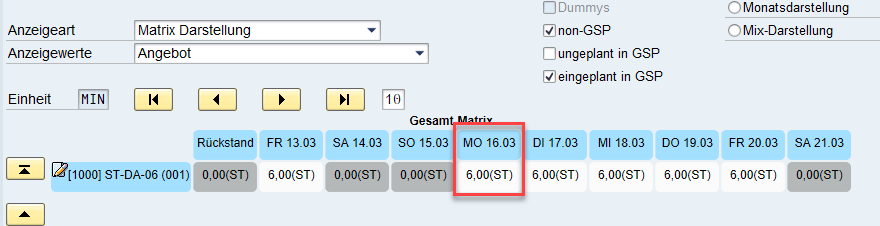 Dummys
Monatsdarstellung
Anzeigeart Matrix Darstellung
non-GSP
Mix-Darstellung
Anzeigewerte Angebot
ungeplant in GSP
eingeplant in GSP
Einheit MIN 10
Gesamt Matrix
Rückstand FR 13.03 SA 14.03 SO 15.03 MO 16.03 DI 17.03 MI 18.03 DO 19.03 FR 20.03 SA 21.03
[1000] ST-DA-06 (001) 0,00(ST) 6,00(ST) 0,00(ST) 0,00(ST) 6,00(ST) 6,00(ST) 6,00(ST) 6,00(ST) 6,00(ST) 0,00(ST)